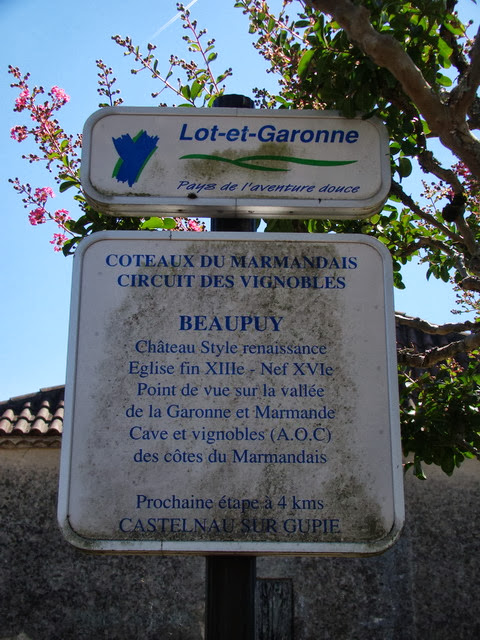 Lot-et-Garonne
Pays de l'aventure douce
COTEAUX DU MARMANDAIS
CIRCUIT DES VIGNOBLES
BEAUPUY
Château Style renaissance
Eglise fin XIIIe - Nef XVIe
Point de vue sur la vallée
de la Garonne et Marmande
Cave et vignobles (A.O.C)
des côtes du Marmandais
Prochaine étape à 4 kms
CASTELNAU SUR GUPIE